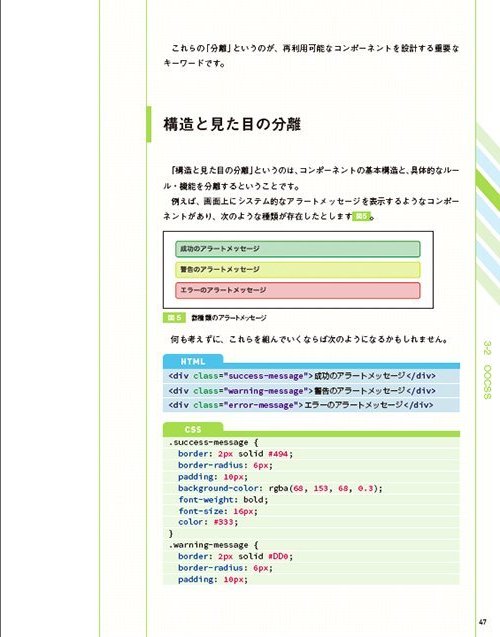 これらの「分離」というのが、再利用可能なコンポーネントを設計する重要な
キーワードです。
構造と見た目の分離
「構造と見た目の分離」というのは、コンポーネントの基本構造と、具体的なルー
ル・機能を分離するということです。
例えば、画面上にシステム的なアラートメッセージを表示するようなコンポー
ネントがあり、次のような種類が存在したとします 図5 。
成功のアラートメッセージ
警告のアラートメッセージ
エラーのアラートメッセージ
図5 各種類のアラートメッセージ
何も考えずに、これらを組んでいくならば次のようになるかもしれません。
HTML
<div class="success-message">成功のアラートメッセージ</div>
<div class="warning-message">警告のアラートメッセージ</div>
<div class="error-message">エラーのアラートメッセージ</div>
CSS
.success-message {
border: 2px solid #494;
border-radius: 6px;
padding: 10px;
background-color: rgba(68, 153, 68, 0.3);
font-weight: bold;
font-size: 16px;
color: #333;
}
.warning-message {
border: 2px solid #DD0;
border-radius: 6px;
padding: 10px;
3-2 OOCSS
47